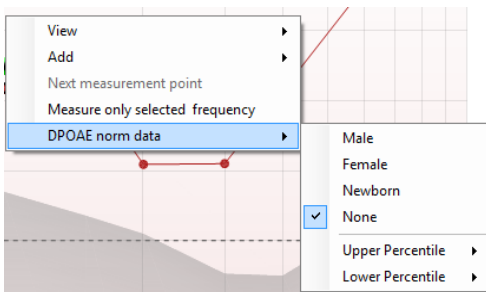 View
Add
Next measurement point
Measure only selected frequency
DPOAE norm data
Male
Female
Newborn
None
Upper Percentile
Lower Percentile